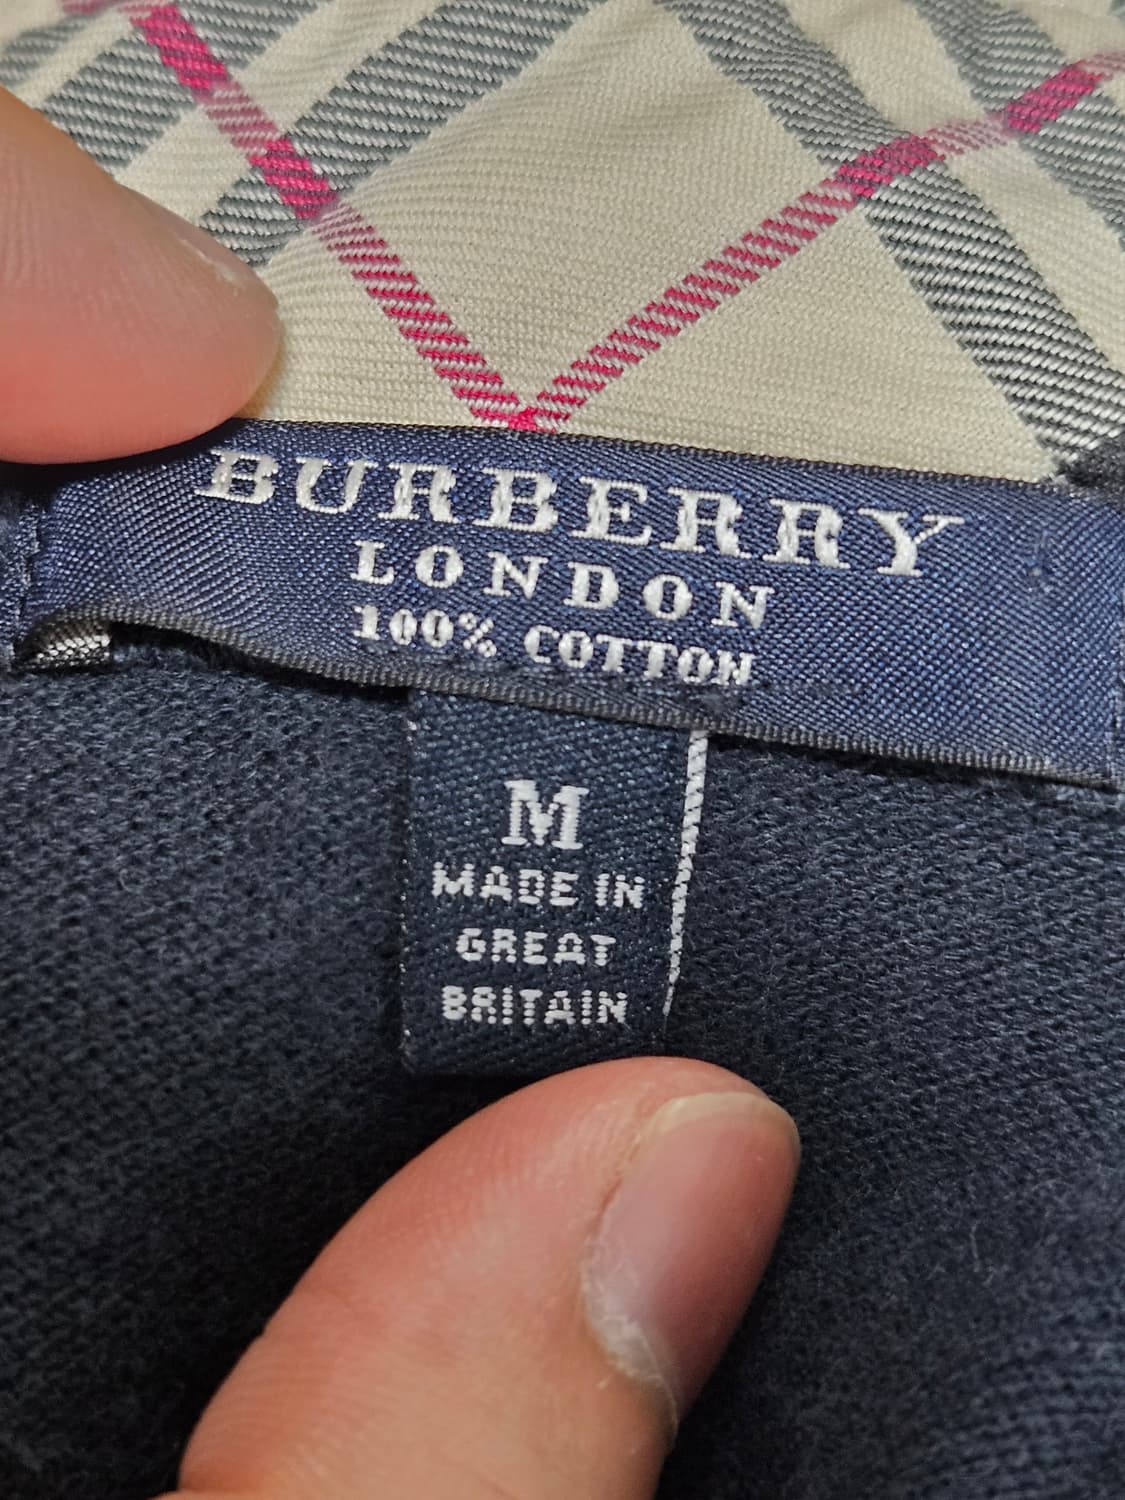 BURBERRY
LONDON
100% COTTON
M
MADE IN
GREAT
BRITAIN